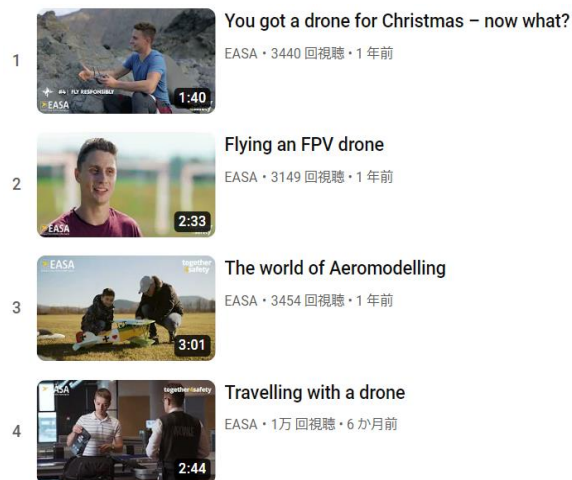 1
You got a drone for Christmas – now what?
EASA・3440 回視聴・1 年前
#4 | FLY RESPONSIBLY
EASA
1:40
2
Flying an FPV drone
EASA・3149 回視聴・1 年前
EASA
2:33
3
The world of Aeromodelling
EASA・3454 回視聴・1 年前
EASA
together
4safety
3:01
4
Travelling with a drone
EASA・1万 回視聴・6 か月前
EASA
together4safety
2:44